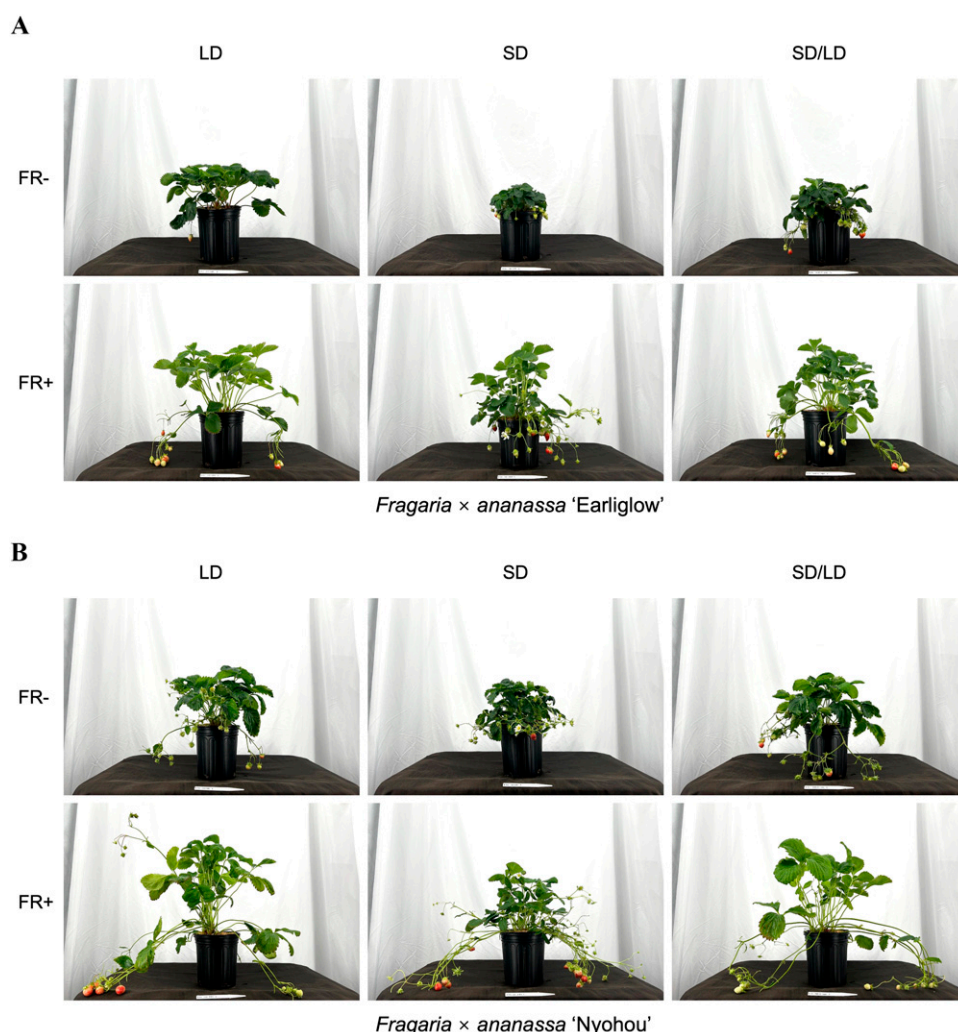 A
LD SD SD/LD
FR-
FR+
Fragaria × ananassa ‘Earliglow’
B
LD SD SD/LD
FR-
FR+
Fragaria × ananassa ‘Nyohou’